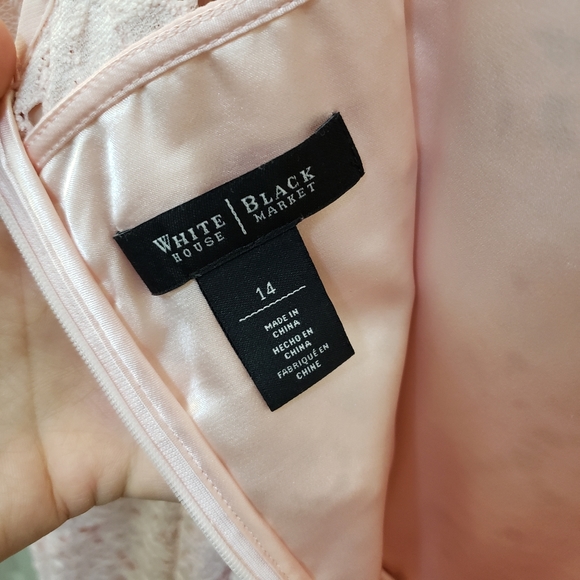 WHITE | BLACK
HOUSE | MARKET
14
MADE IN
CHINA
HECHO EN
CHINA
FABRIQUÉ EN
CHINE